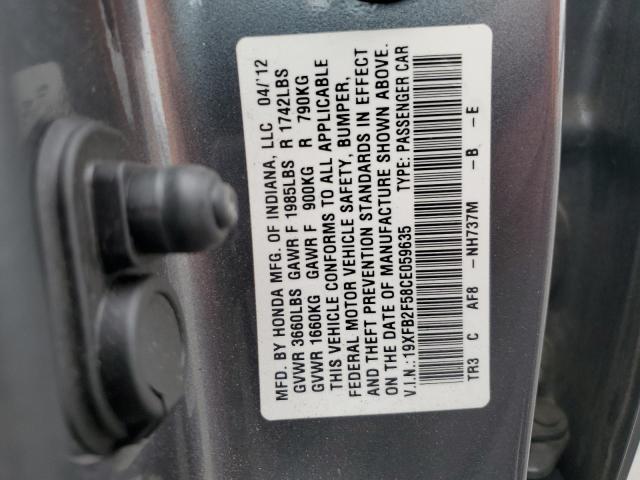 MFD. BY HONDA MFG. OF INDIANA, LLC 04/'12
GVWR 3660LBS GAWR F 1985LBS R 1742LBS
GVWR 1660KG GAWR F 900KG R 790KG
THIS VEHICLE CONFORMS TO ALL APPLICABLE
FEDERAL MOTOR VEHICLE SAFETY, BUMPER,
AND THEFT PREVENTION STANDARDS IN EFFECT
ON THE DATE OF MANUFACTURE SHOWN ABOVE.
V.I.N.:19XFB2F58CE059635 TYPE: PASSENGER CAR
TR3 C AF8 -NH737M -B -E